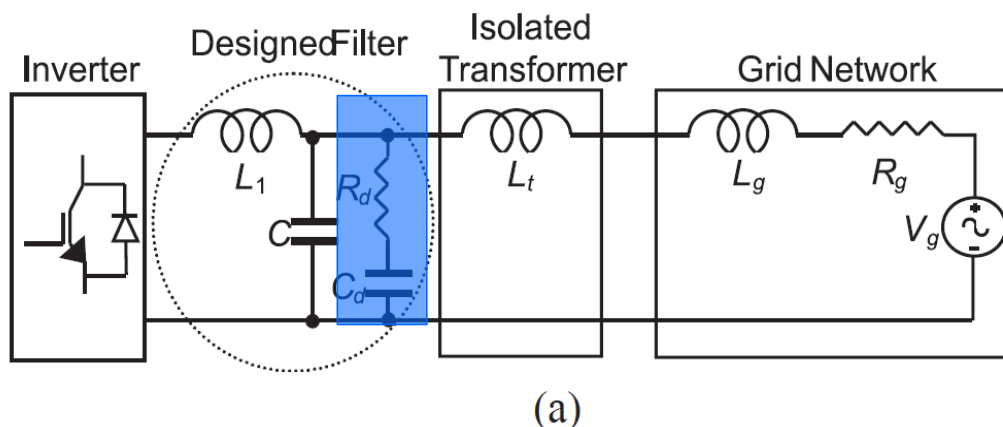 Designed Filter
Isolated
Transformer
Inverter
Grid Network
L1
Rd
C
Cd
Lt
Lg
Rg
Vg
(a)